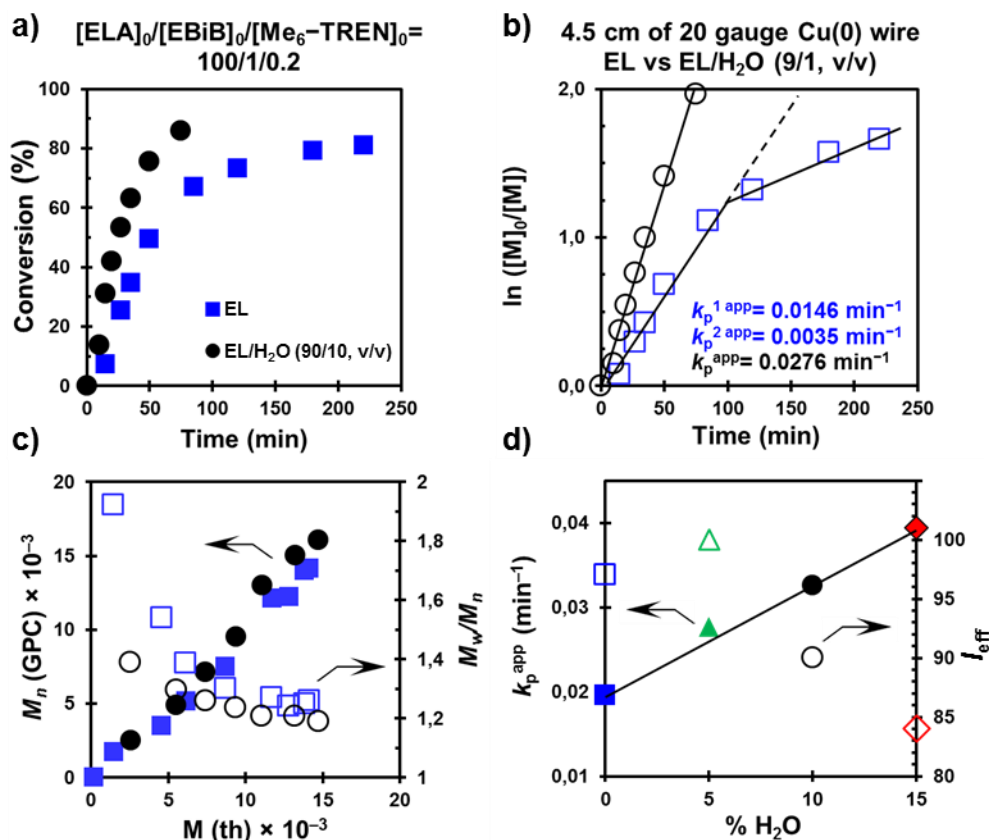 a)
[ELA]₀/[EBiB]₀/[Me₆−TREN]₀=
100/1/0.2
Conversion (%)
100
80
60
40
20
0
EL
EL/H₂O (90/10, v/v)
0 50 100 150 200 250
Time (min)
b)
4.5 cm of 20 gauge Cu(0) wire
EL vs EL/H₂O (9/1, v/v)
ln ([M]₀/[M])
2,0
1,0
0,0
kₚ¹ ᵃᵖᵖ= 0.0146 min⁻¹
kₚ² ᵃᵖᵖ= 0.0035 min⁻¹
kₚᵃᵖᵖ= 0.0276 min⁻¹
0 50 100 150 200 250
Time (min)
c)
Mₙ (GPC) × 10⁻³
20
15
10
5
0
2
1,8
1,6
1,4
1,2
1
M_w/Mₙ
0 5 10 15 20
M (th) × 10⁻³
d)
kₚᵃᵖᵖ (min⁻¹)
0,04
0,03
0,02
0,01
100
95
90
85
80
I_eff
0 5 10 15
% H₂O